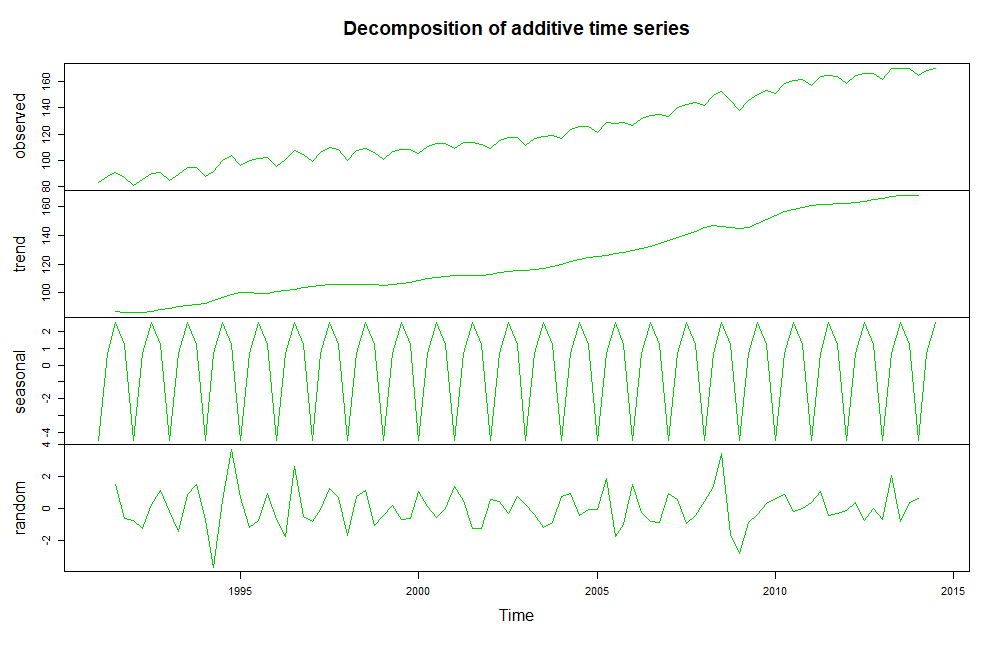 Decomposition of additive time series
observed
80 100 120 140 160
trend
100 120 140 160
seasonal
-4 -2 0 1 2
random
-2 0 2 4
1995 2000 2005 2010 2015
Time